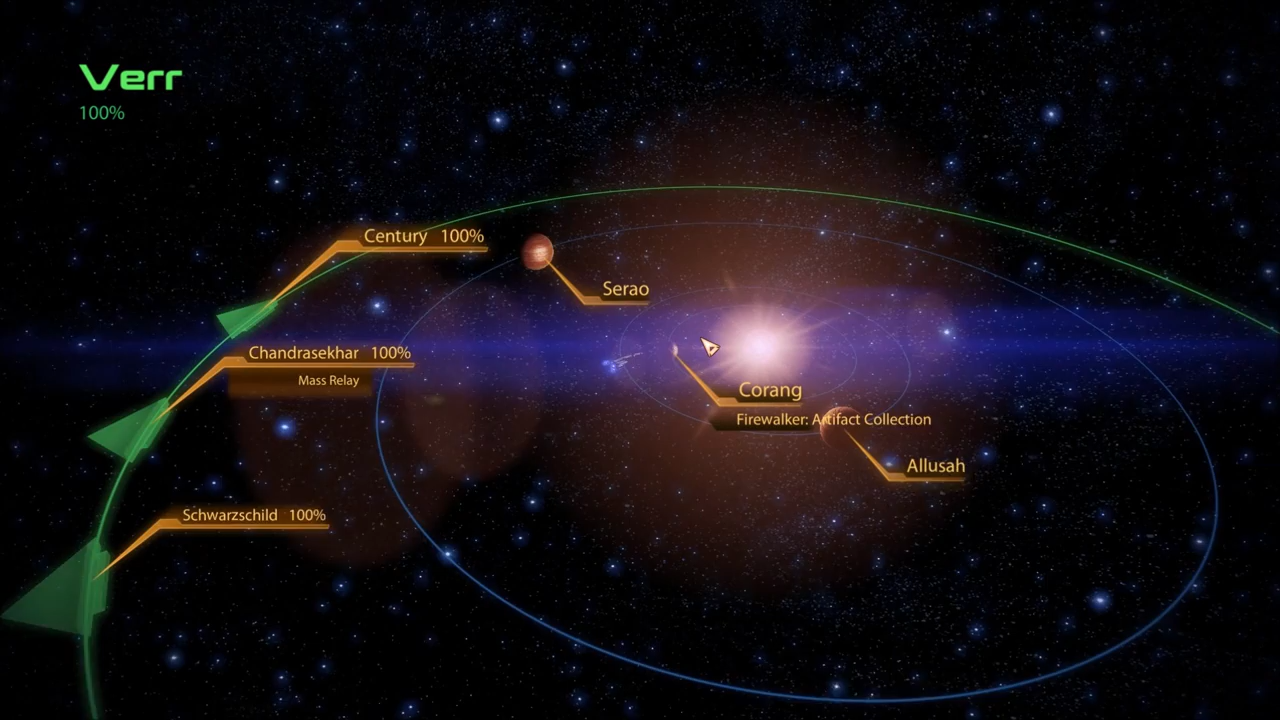 Verr
100%
Century 100%
Serao
Chandrasekhar 100%
Mass Relay
Corang
Firewalker: Artifact Collection
Allusah
Schwarzschild 100%